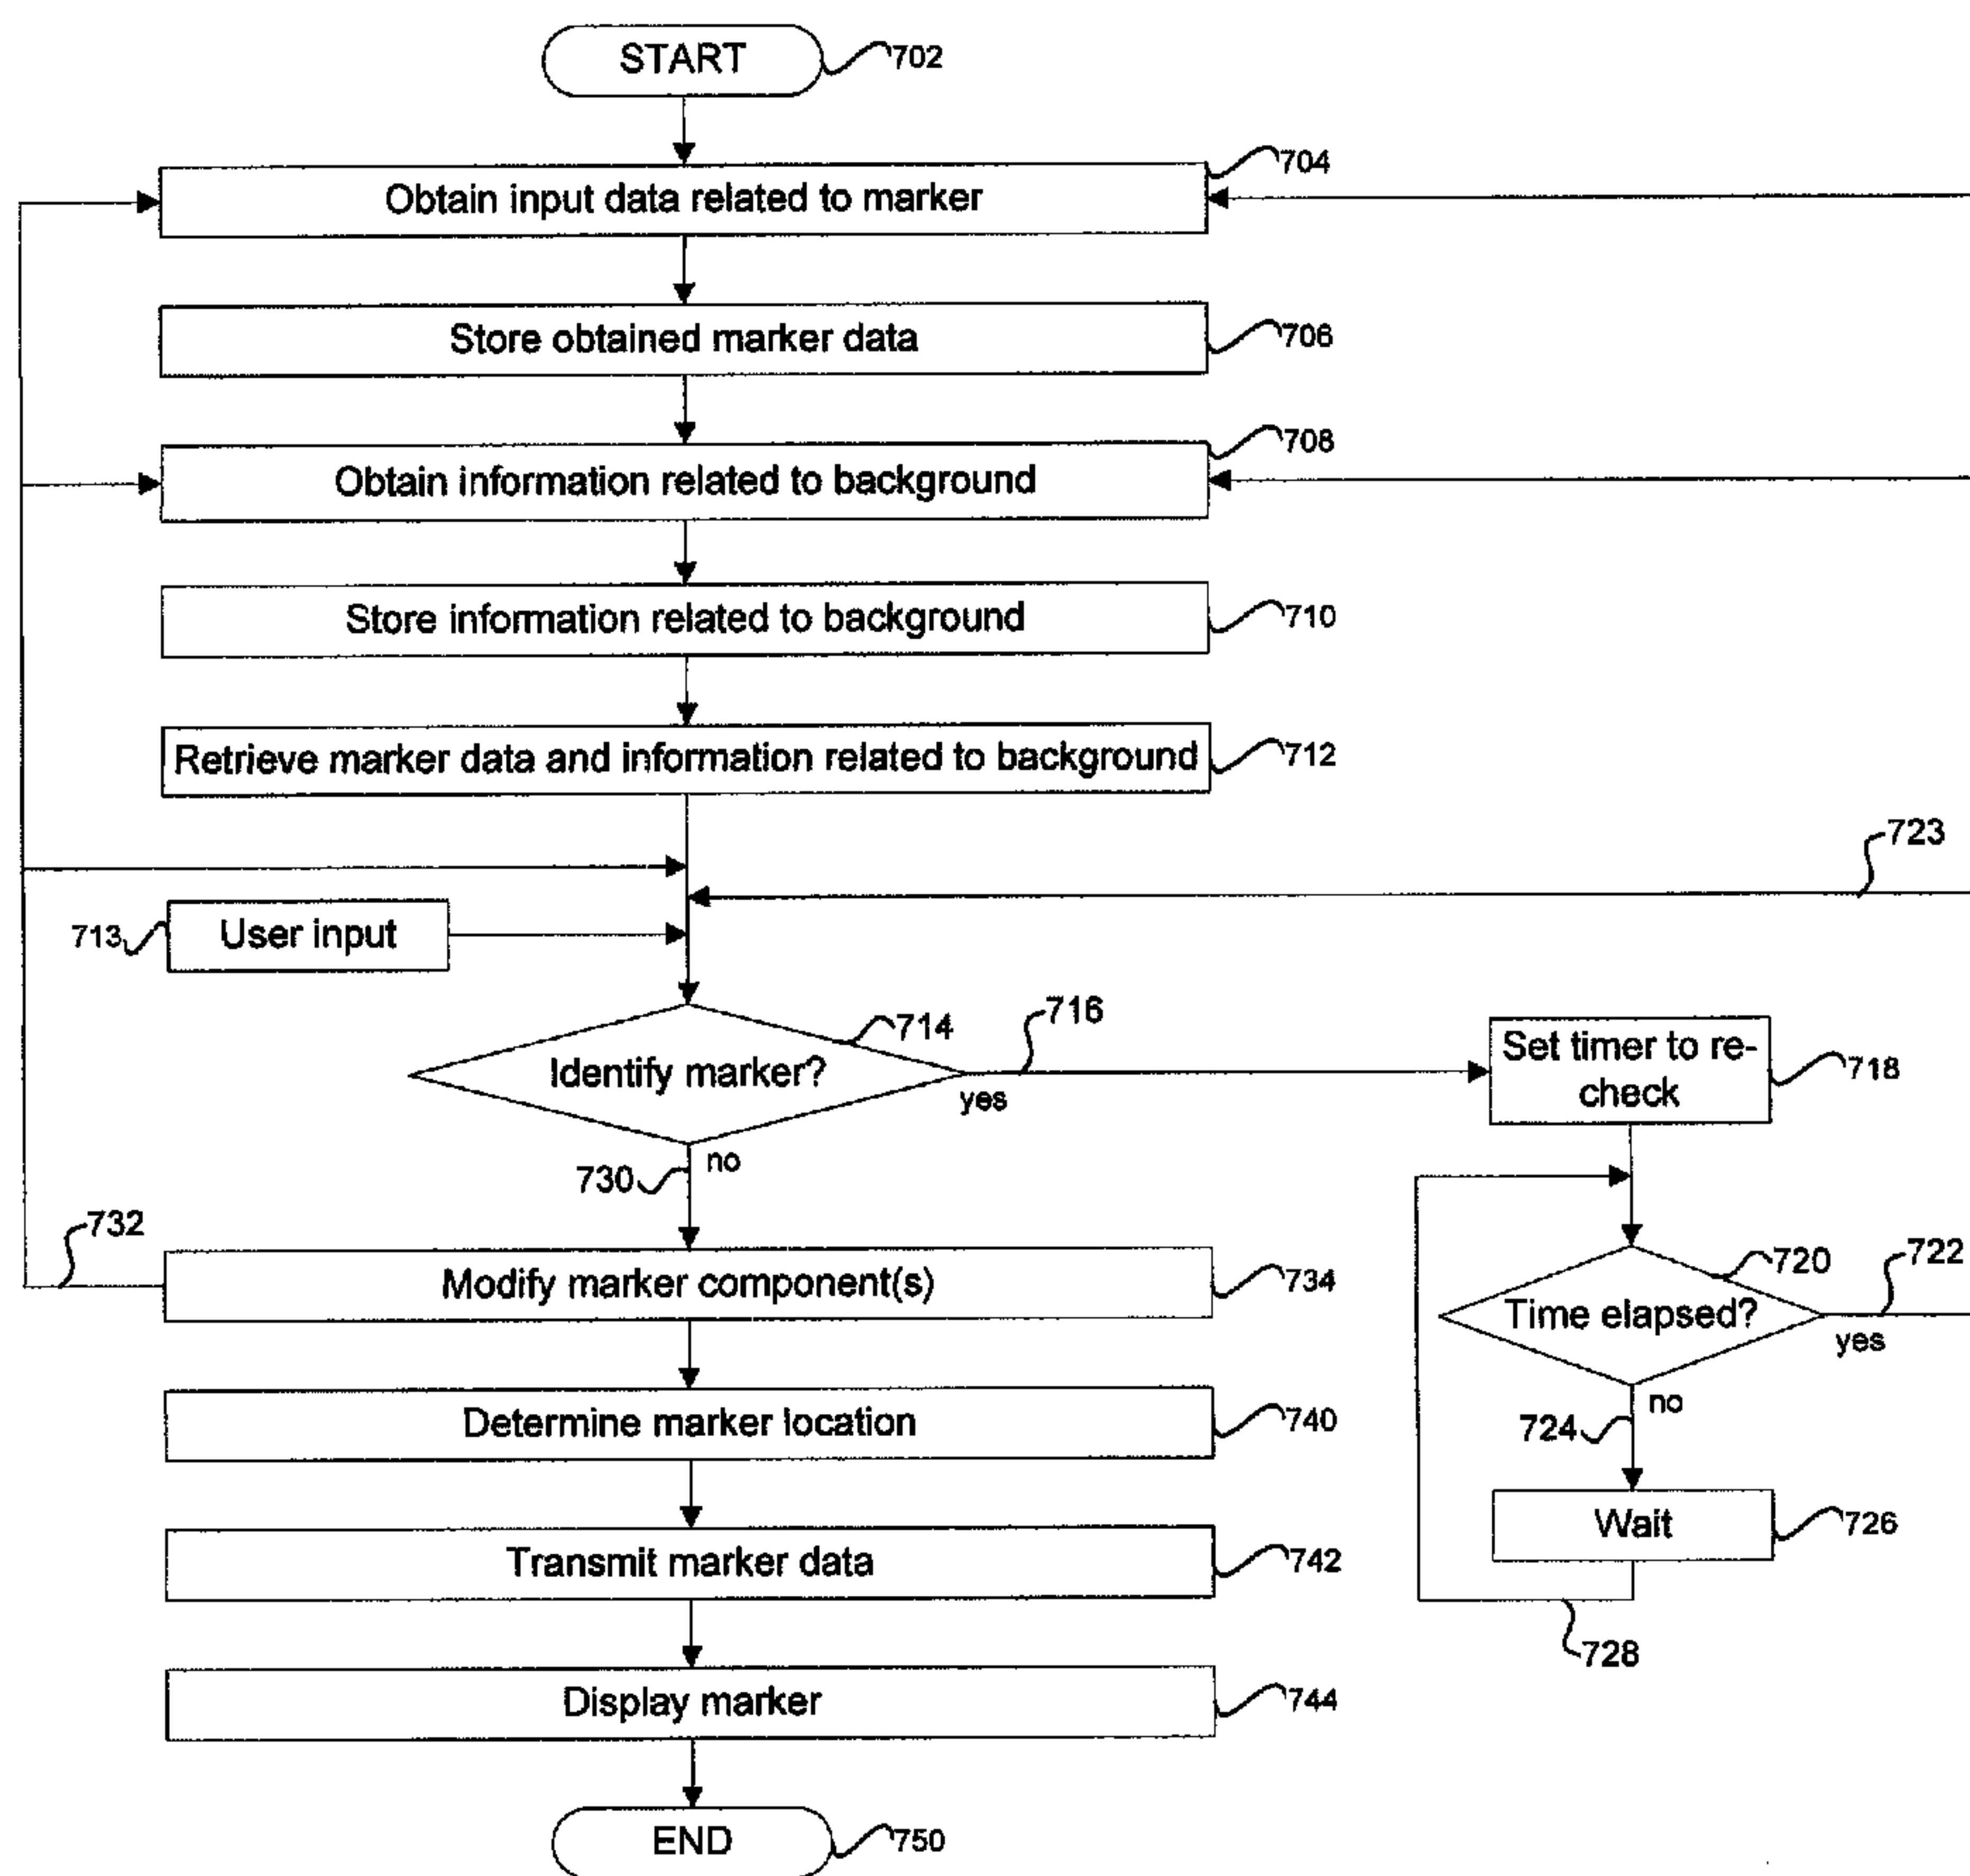 START
702
704
Obtain input data related to marker
Store obtained marker data
706
708
Obtain information related to background
Store information related to background
710
Retrieve marker data and information related to background
712
723
713
User input
714
716
Identify marker?
yes
Set timer to re-
check
718
no
730
732
Modify marker component(s)
734
720
722
Time elapsed?
yes
Determine marker location
740
no
724
Wait
726
Transmit marker data
742
728
Display marker
744
END
750